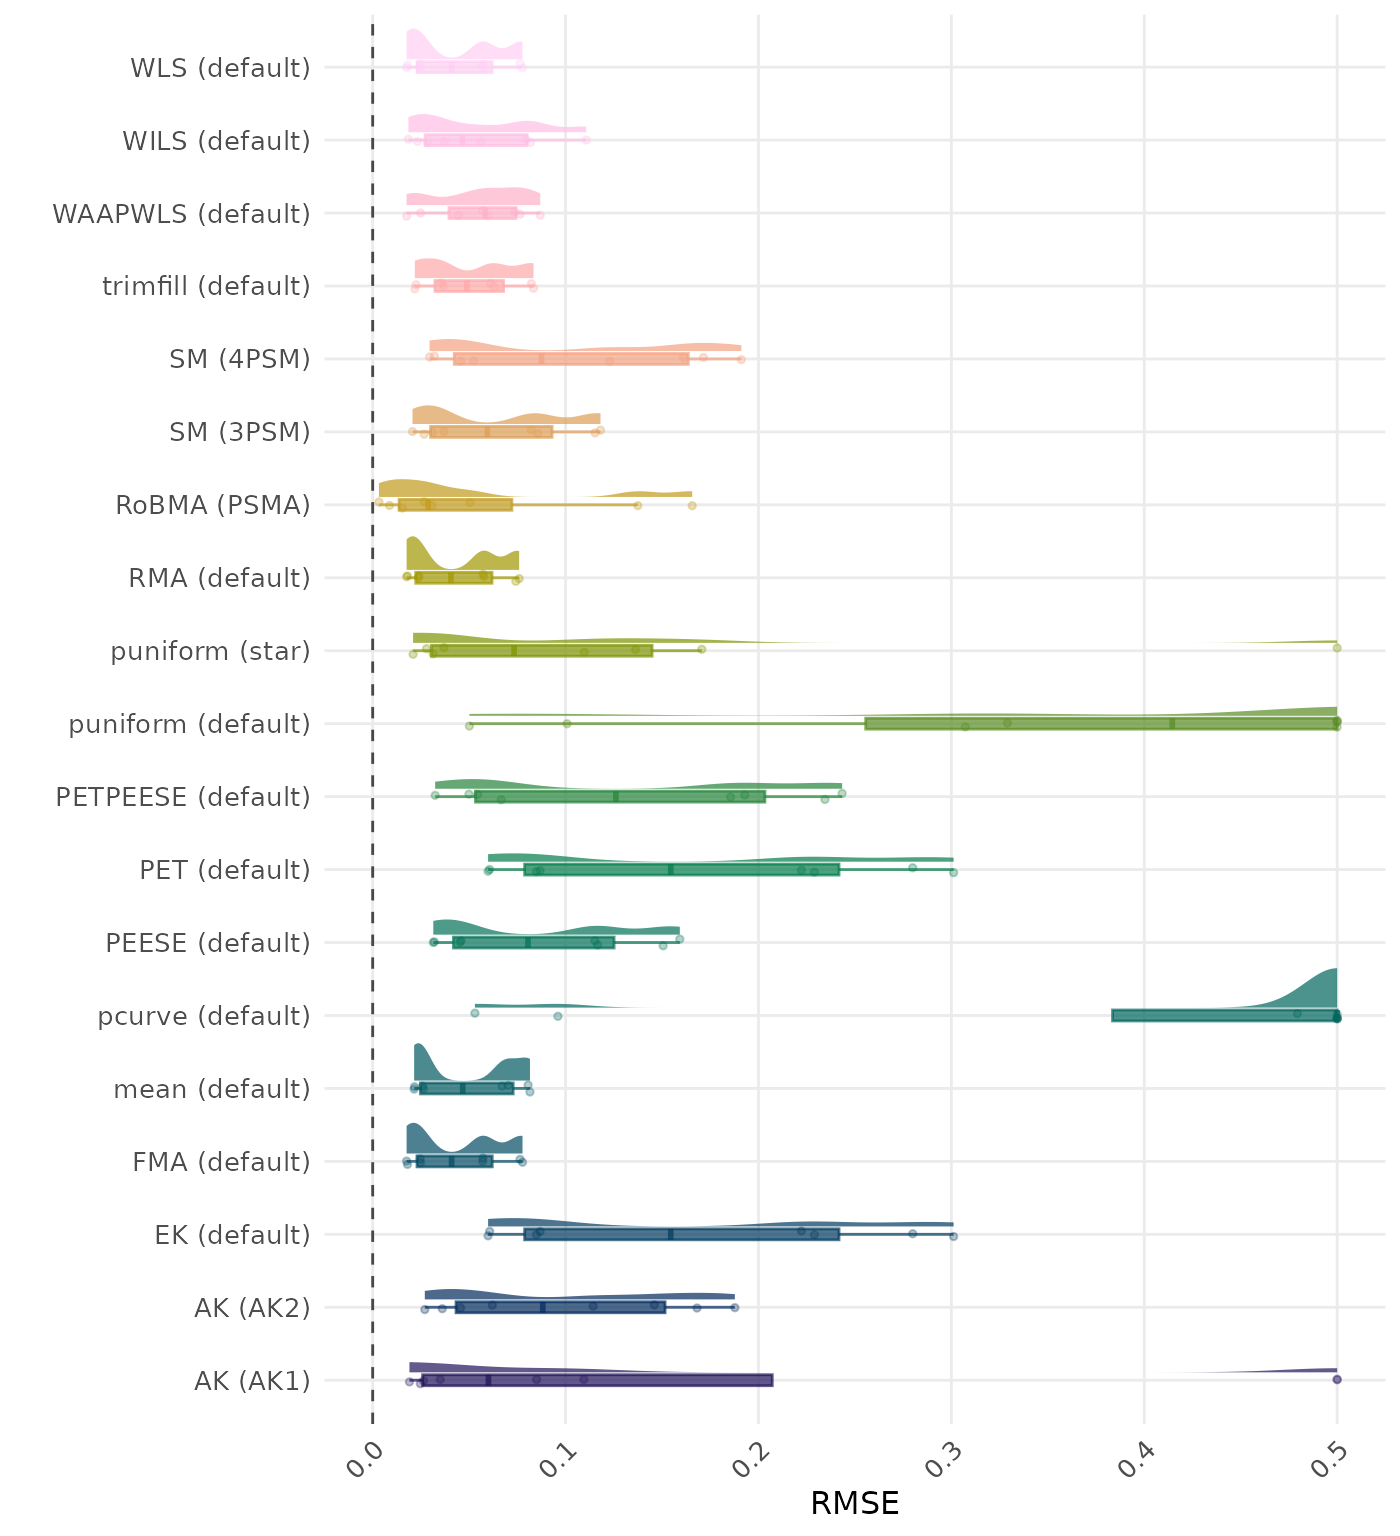 WLS (default)
WILS (default)
WAAPWLS (default)
trimfill (default)
SM (4PSM)
SM (3PSM)
RoBMA (PSMA)
RMA (default)
puniform (star)
puniform (default)
PETPEESE (default)
PET (default)
PEESE (default)
pcurve (default)
mean (default)
FMA (default)
EK (default)
AK (AK2)
AK (AK1)
0.0 0.1 0.2 0.3 0.4 0.5
RMSE